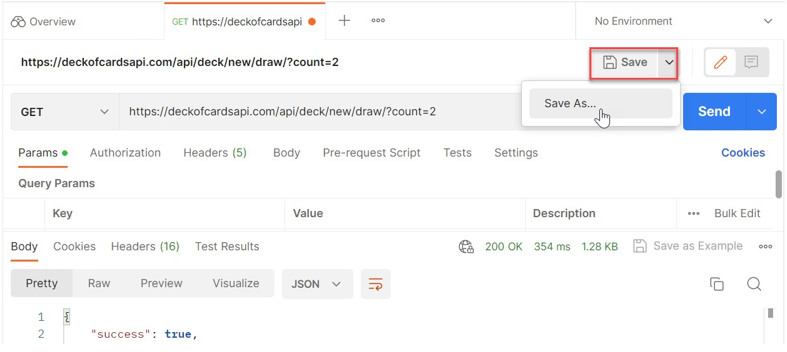 Overview
GET https://deckofcardsapi
No Environment
https://deckofcardsapi.com/api/deck/new/draw/?count=2
Save
Save As...
GET https://deckofcardsapi.com/api/deck/new/draw/?count=2 Send
Params Authorization Headers (5) Body Pre-request Script Tests Settings Cookies
Query Params
Key Value Description Bulk Edit
Body Cookies Headers (16) Test Results 200 OK 354 ms 1.28 KB Save as Example
Pretty Raw Preview Visualize JSON
1 {
2 "success": true,